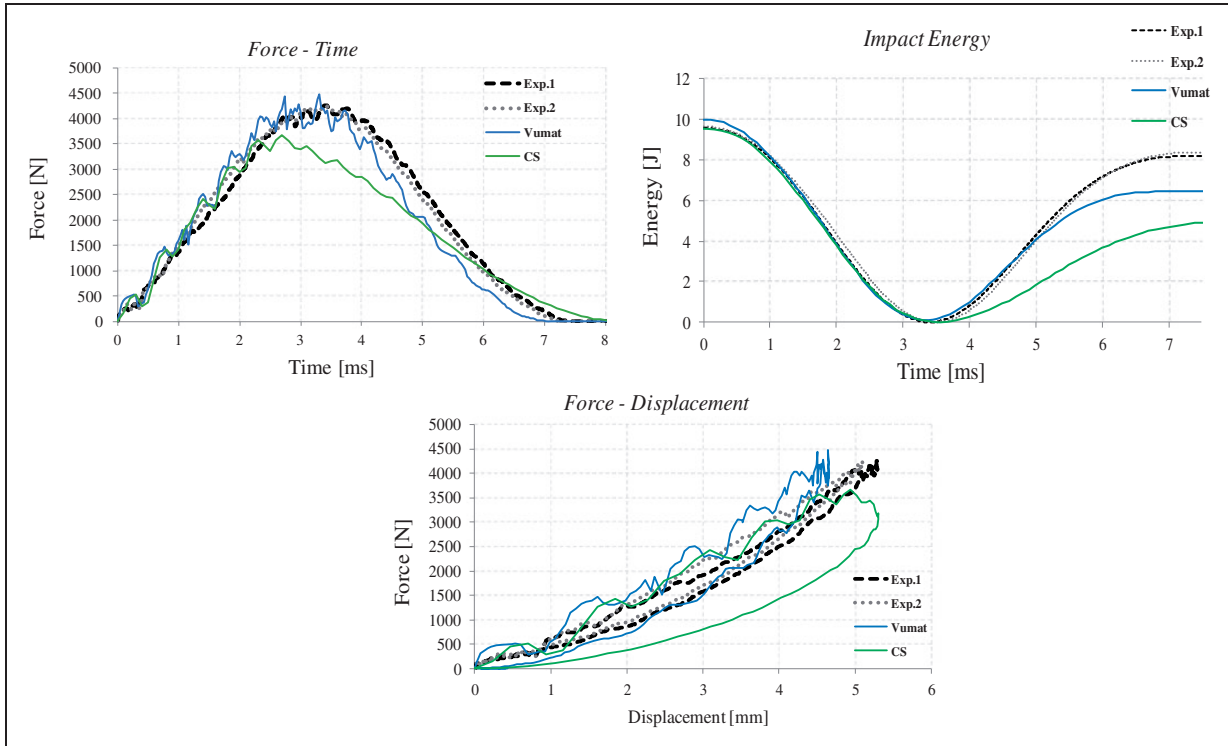 Force - Time
5000
4500
4000
3500
3000
2500
2000
1500
1000
500
0
Force [N]
0 1 2 3 4 5 6 7 8
Time [ms]
Exp.1
Exp.2
Vumat
CS
Impact Energy
Exp.1
Exp.2
Vumat
CS
12
10
8
6
4
2
0
Energy [J]
0 1 2 3 4 5 6 7
Time [ms]
Force - Displacement
5000
4500
4000
3500
3000
2500
2000
1500
1000
500
0
Force [N]
0 1 2 3 4 5 6
Displacement [mm]
Exp.1
Exp.2
Vumat
CS